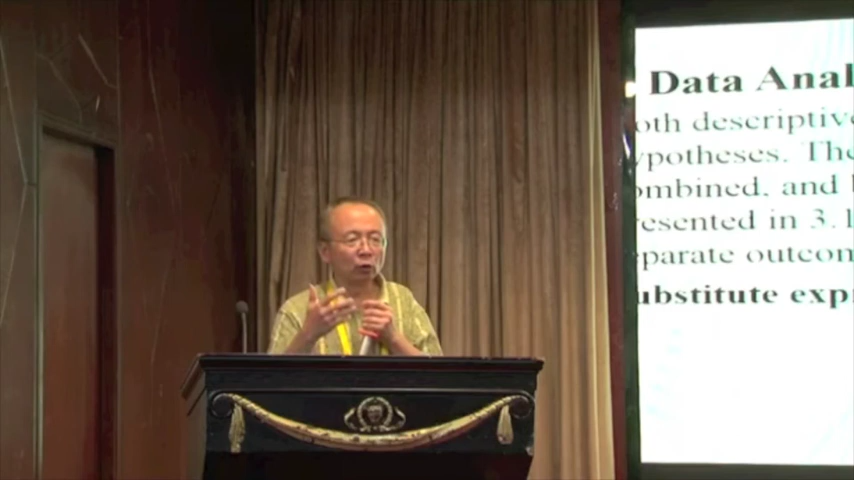 Data Anal
oth descriptive
ypotheses. The
ombined, and b
resented in 3.1
eparate outcom
ubstitute exp